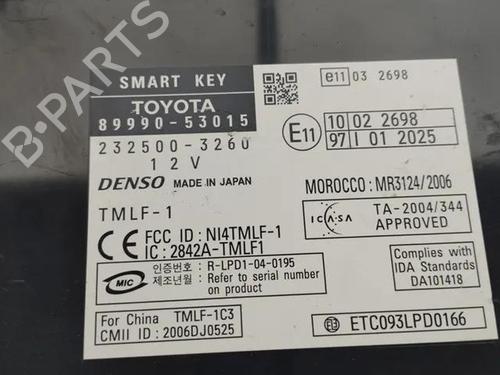 SMART KEY
TOYOTA
89990-53015
232500-3260
12V
DENSO MADE IN JAPAN
TMLF-1
CE FCC ID : NI4TMLF-1
IC : 2842A-TMLF1
MIC
인증번호 : R-LPD1-04-0195
제조년월 : Refer to serial number
on product
For China TMLF-1C3
CMII ID : 2006DJ0525
e11 03 2698
E11
10 02 2698
97 I 01 2025
MOROCCO : MR3124/2006
ICASA
TA-2004/344
APPROVED
Complies with
IDA Standards
DA101418
ETC093LPD0166
B-PARTS